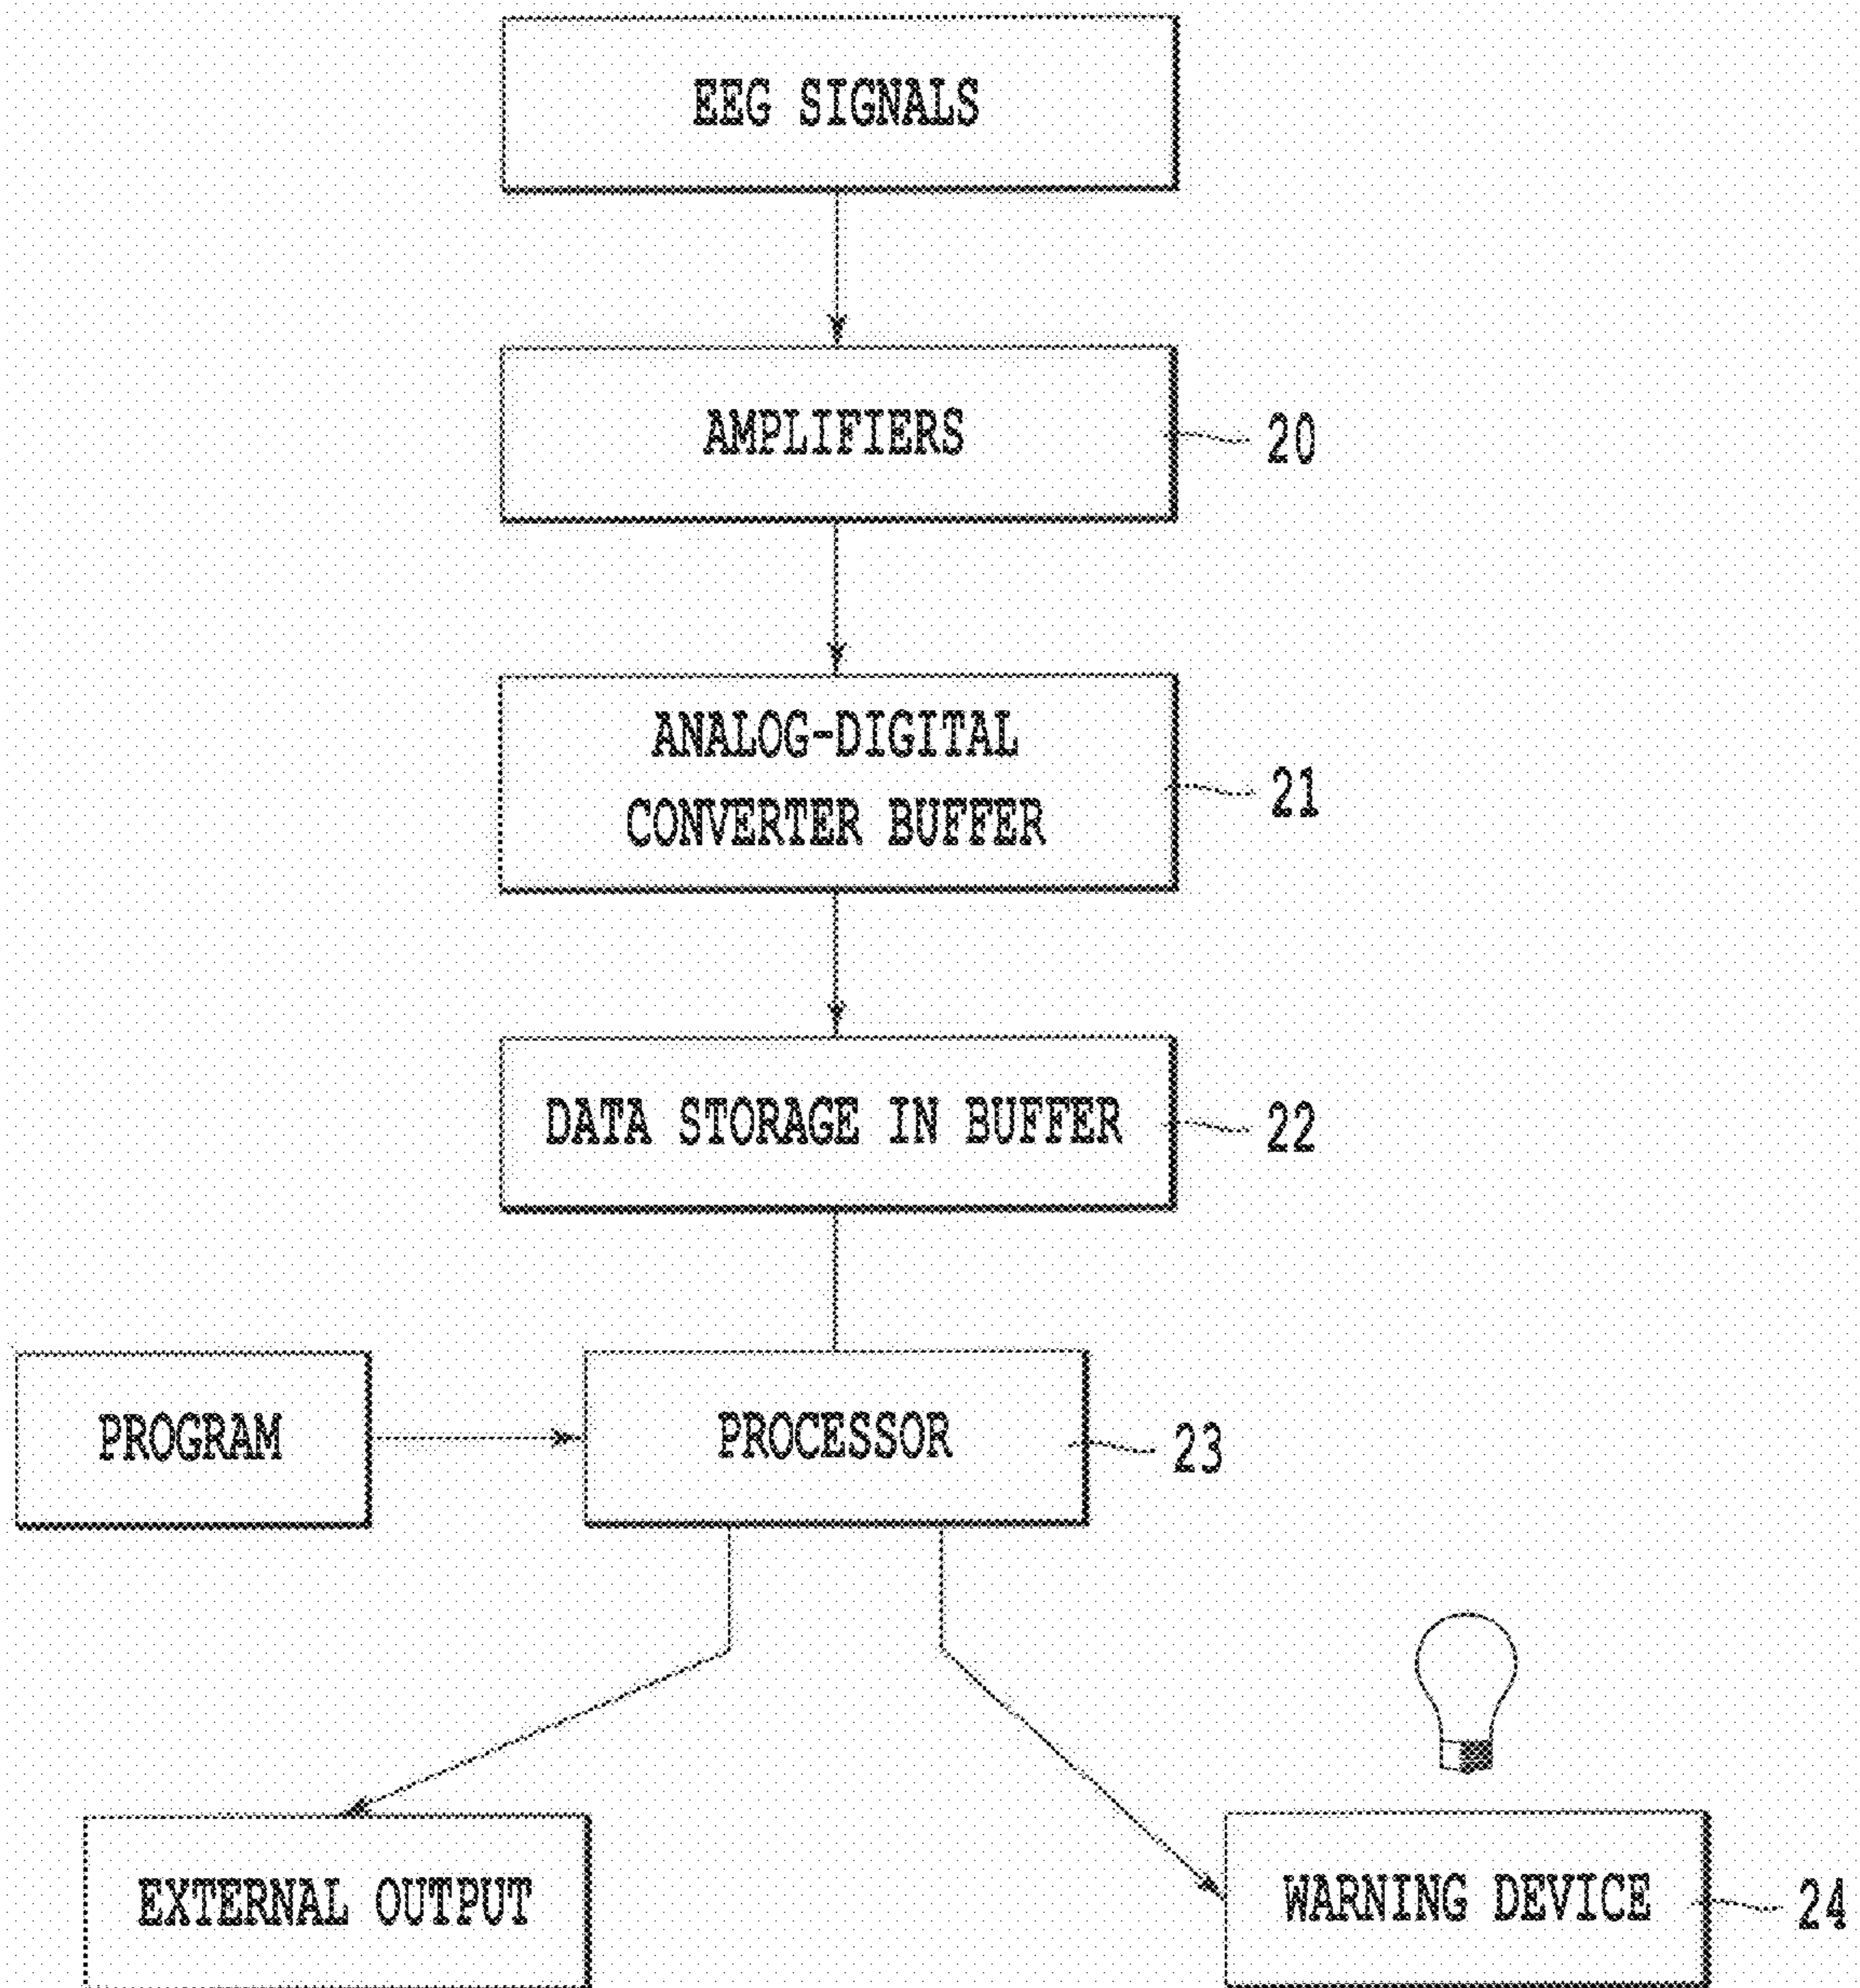 EEG SIGNALS
AMPLIFIERS
20
ANALOG-DIGITAL
CONVERTER BUFFER
21
DATA STORAGE IN BUFFER
22
PROGRAM
PROCESSOR
23
EXTERNAL OUTPUT
WARNING DEVICE
24